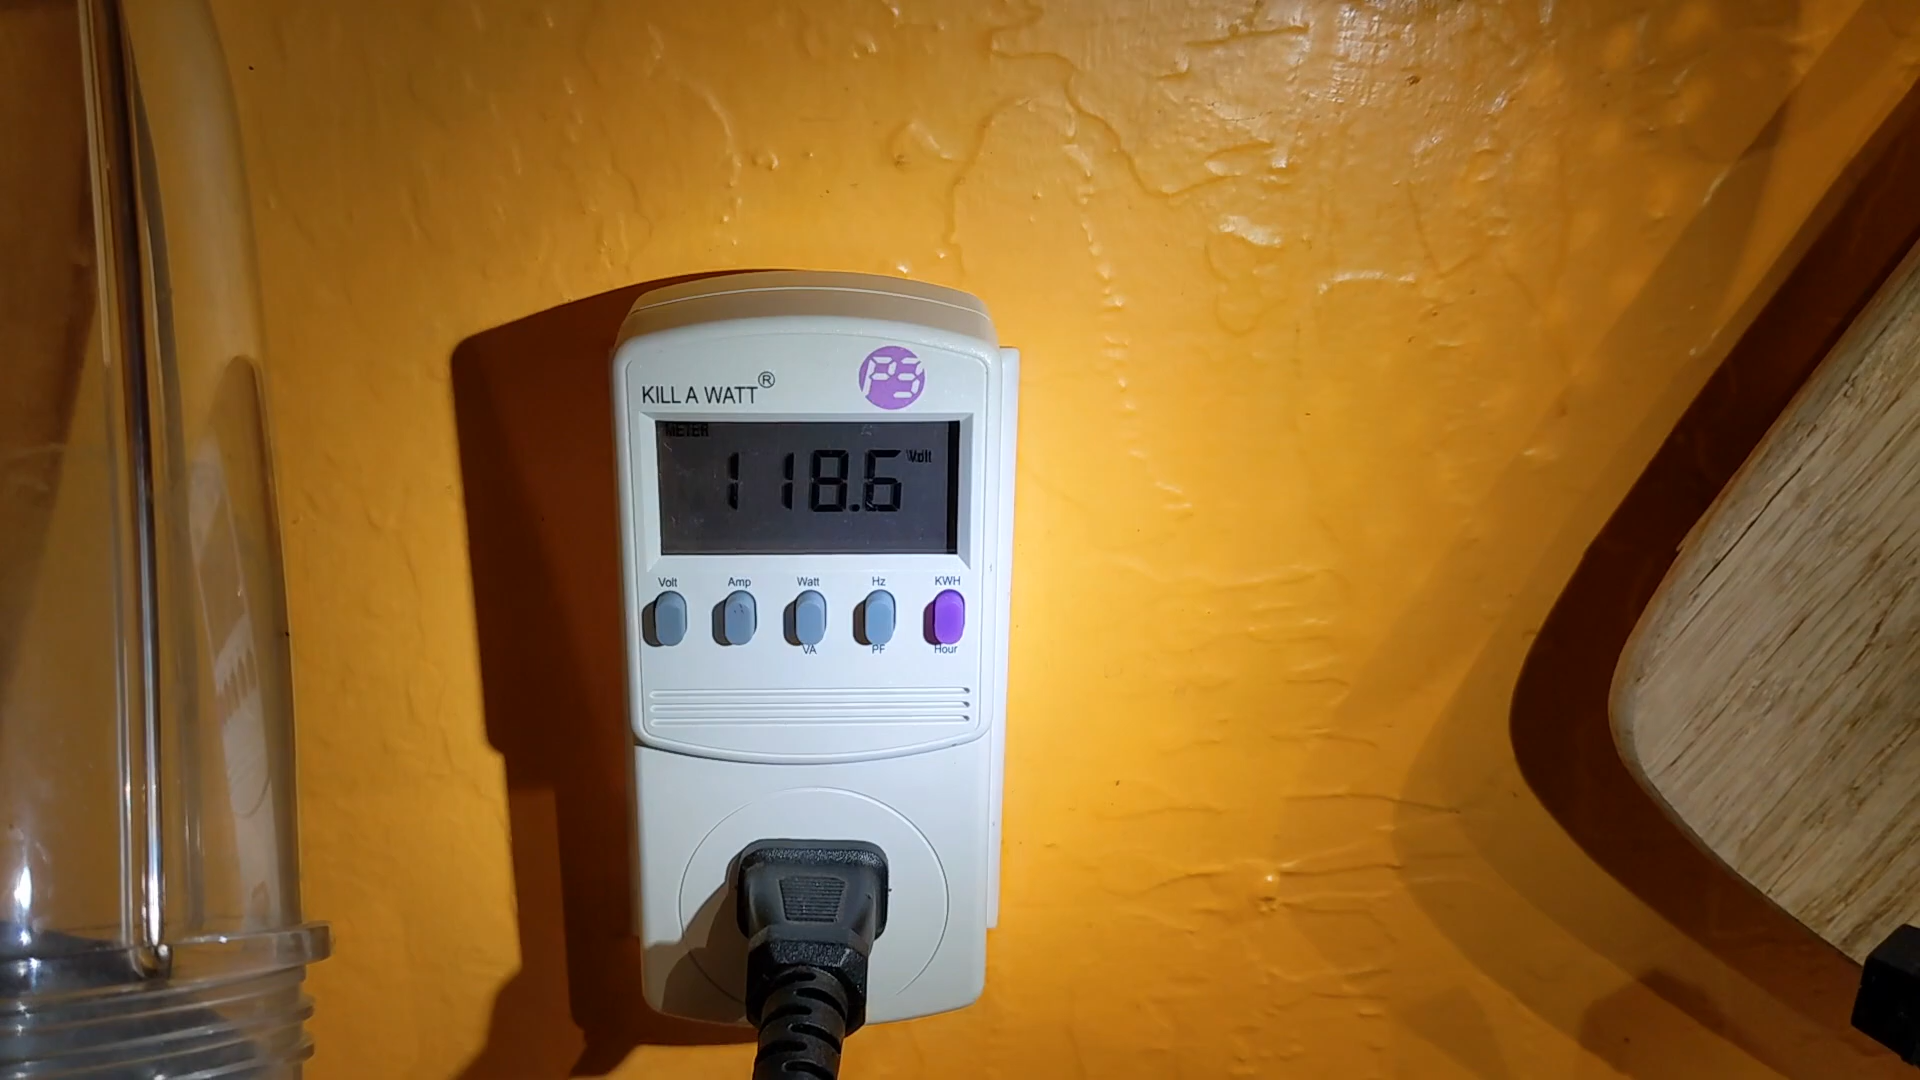 KILL A WATT®
P3
METER
118.6 Volt
Volt Amp Watt Hz KWH
VA PF Hour